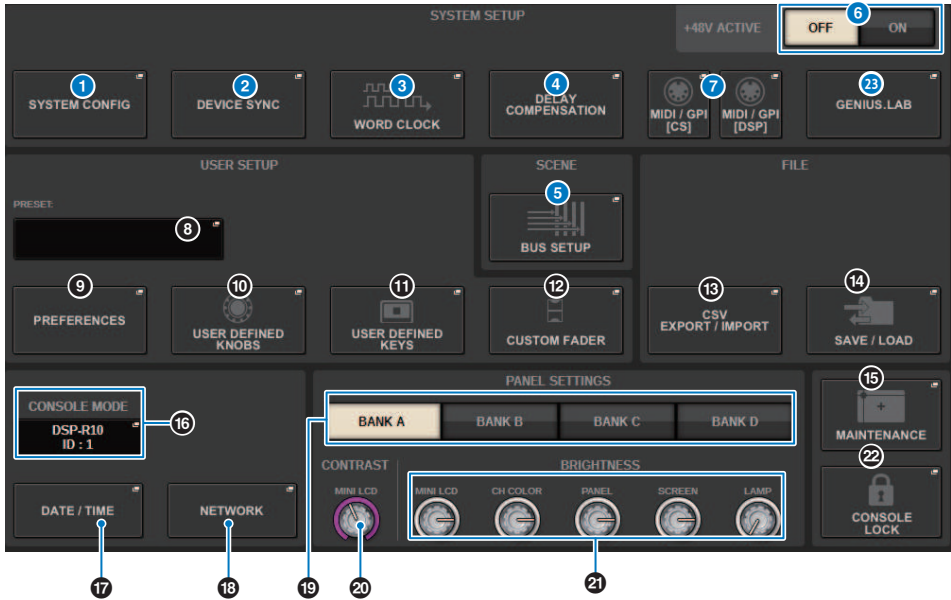 SYSTEM SETUP
+48V ACTIVE
OFF
6
ON
1
SYSTEM CONFIG
2
DEVICE SYNC
3
WORD CLOCK
4
DELAY
COMPENSATION
7
MIDI / GPI
[CS]
MIDI / GPI
[DSP]
23
GENIUS.LAB
USER SETUP
SCENE
FILE
PRESET:
8
5
BUS SETUP
9
PREFERENCES
10
USER DEFINED
KNOBS
11
USER DEFINED
KEYS
12
CUSTOM FADER
13
CSV
EXPORT / IMPORT
14
SAVE / LOAD
CONSOLE MODE
DSP-R10
ID : 1
16
PANEL SETTINGS
BANK A
BANK B
BANK C
BANK D
15
MAINTENANCE
CONTRAST
MINI LCD
BRIGHTNESS
MINI LCD
CH COLOR
PANEL
SCREEN
LAMP
22
CONSOLE
LOCK
DATE / TIME
NETWORK
17
18
19
20
21